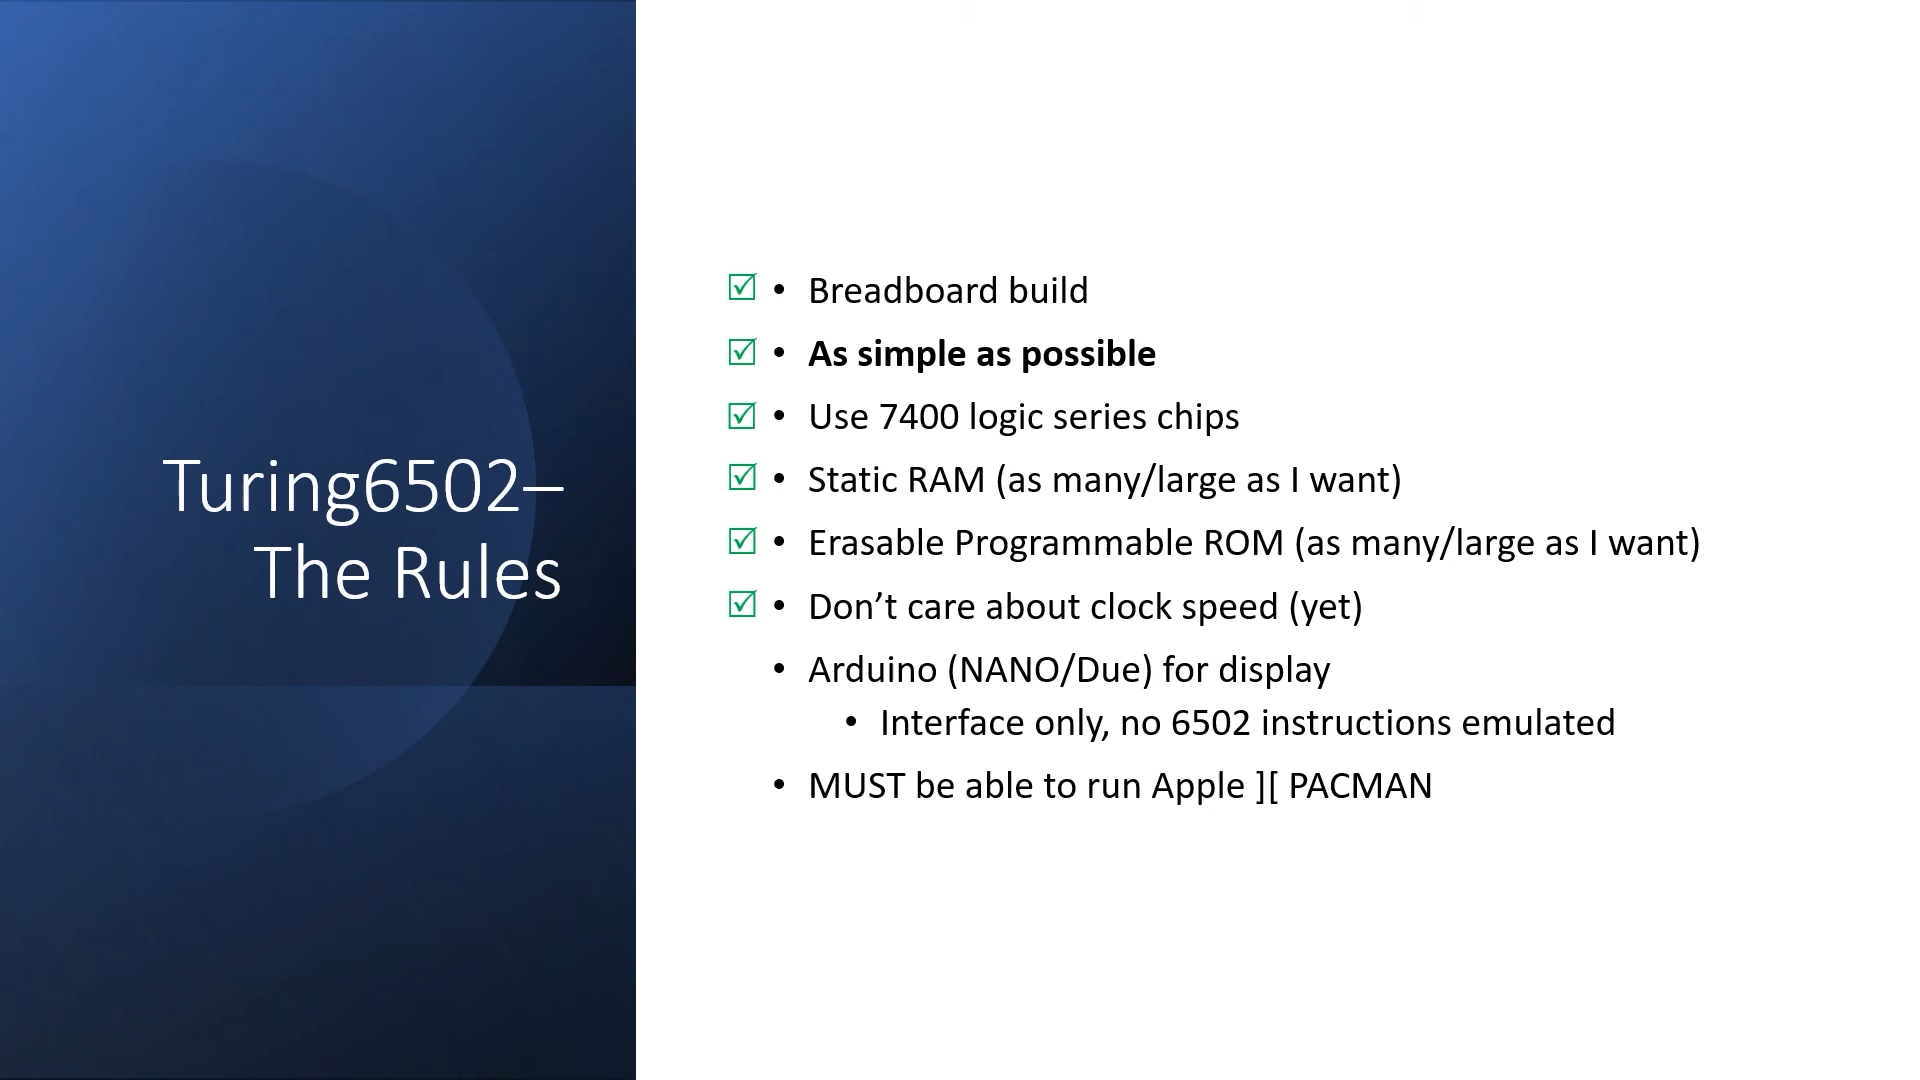 Turing6502–
The Rules
☑ • Breadboard build
☑ • As simple as possible
☑ • Use 7400 logic series chips
☑ • Static RAM (as many/large as I want)
☑ • Erasable Programmable ROM (as many/large as I want)
☑ • Don’t care about clock speed (yet)
• Arduino (NANO/Due) for display
• Interface only, no 6502 instructions emulated
• MUST be able to run Apple ][ PACMAN